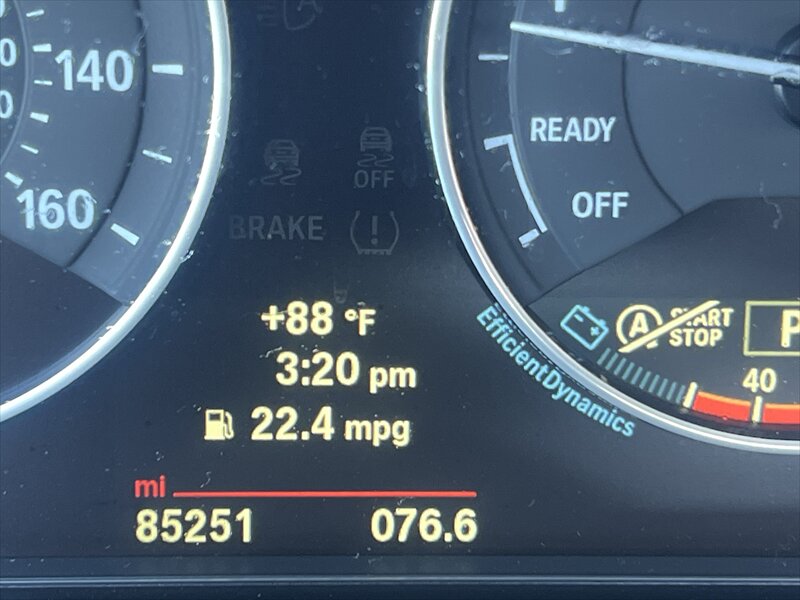 140
160
OFF
BRAKE
READY
OFF
+88 °F
3:20 pm
22.4 mpg
mi
85251 076.6
EfficientDynamics
A START
STOP
P
40